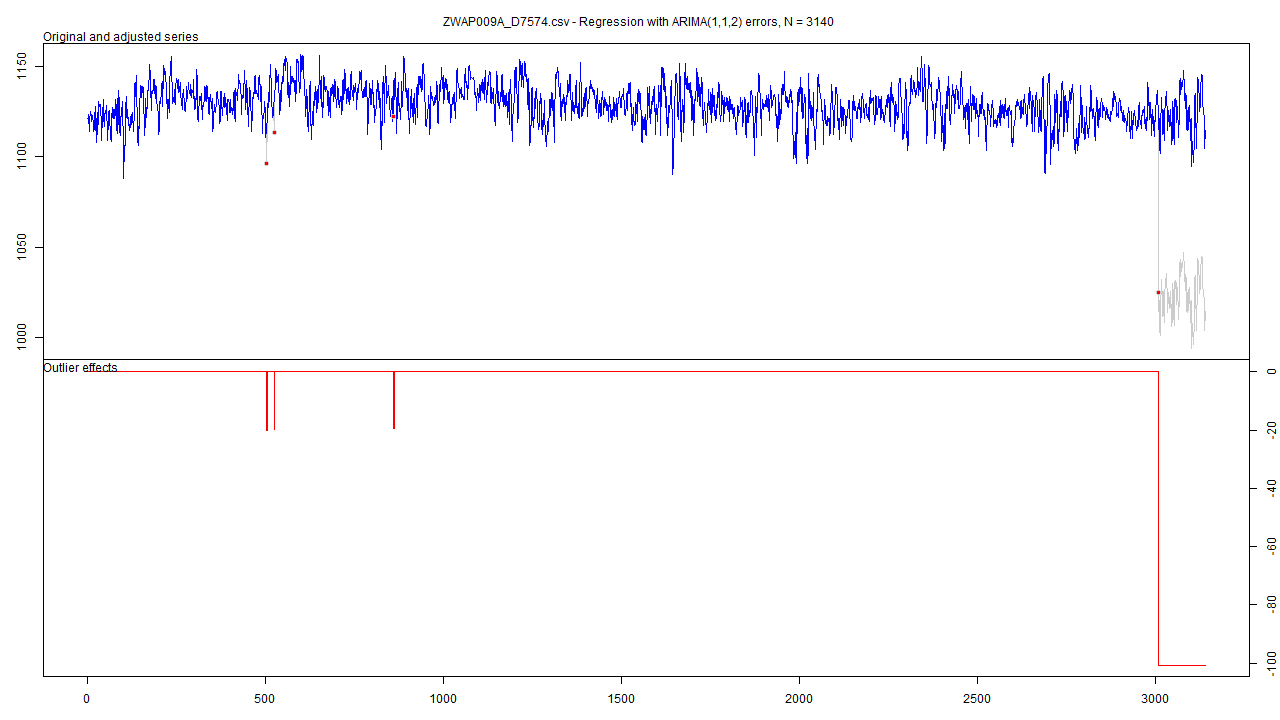 ZWAP009A_D7574.csv - Regression with ARIMA(1,1,2) errors, N = 3140
Original and adjusted series
1150
1100
1050
1000
Outlier effects
0
-20
-40
-60
-80
-100
0 500 1000 1500 2000 2500 3000